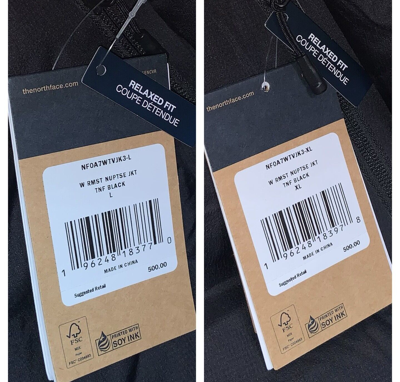 thenorthface.com
RELAXED FIT
COUPE DÉTENDUE
NF0A7WTVJK3-L
W RMST NUPTSE JKT
TNF BLACK
L
1 96248 18377 0
MADE IN CHINA
500.00
Suggested Retail
FSC
MIX
PRINTED WITH
SOY INK
RELAXED FIT
COUPE DÉTENDUE
thenorthface.com
NF0A7WTVJK3-XL
W RMST NUPTSE JKT
TNF BLACK
XL
1 96248 18397 8
MADE IN CHINA
500.00
Suggested Retail
FSC
MIX
PRINTED WITH
SOY INK